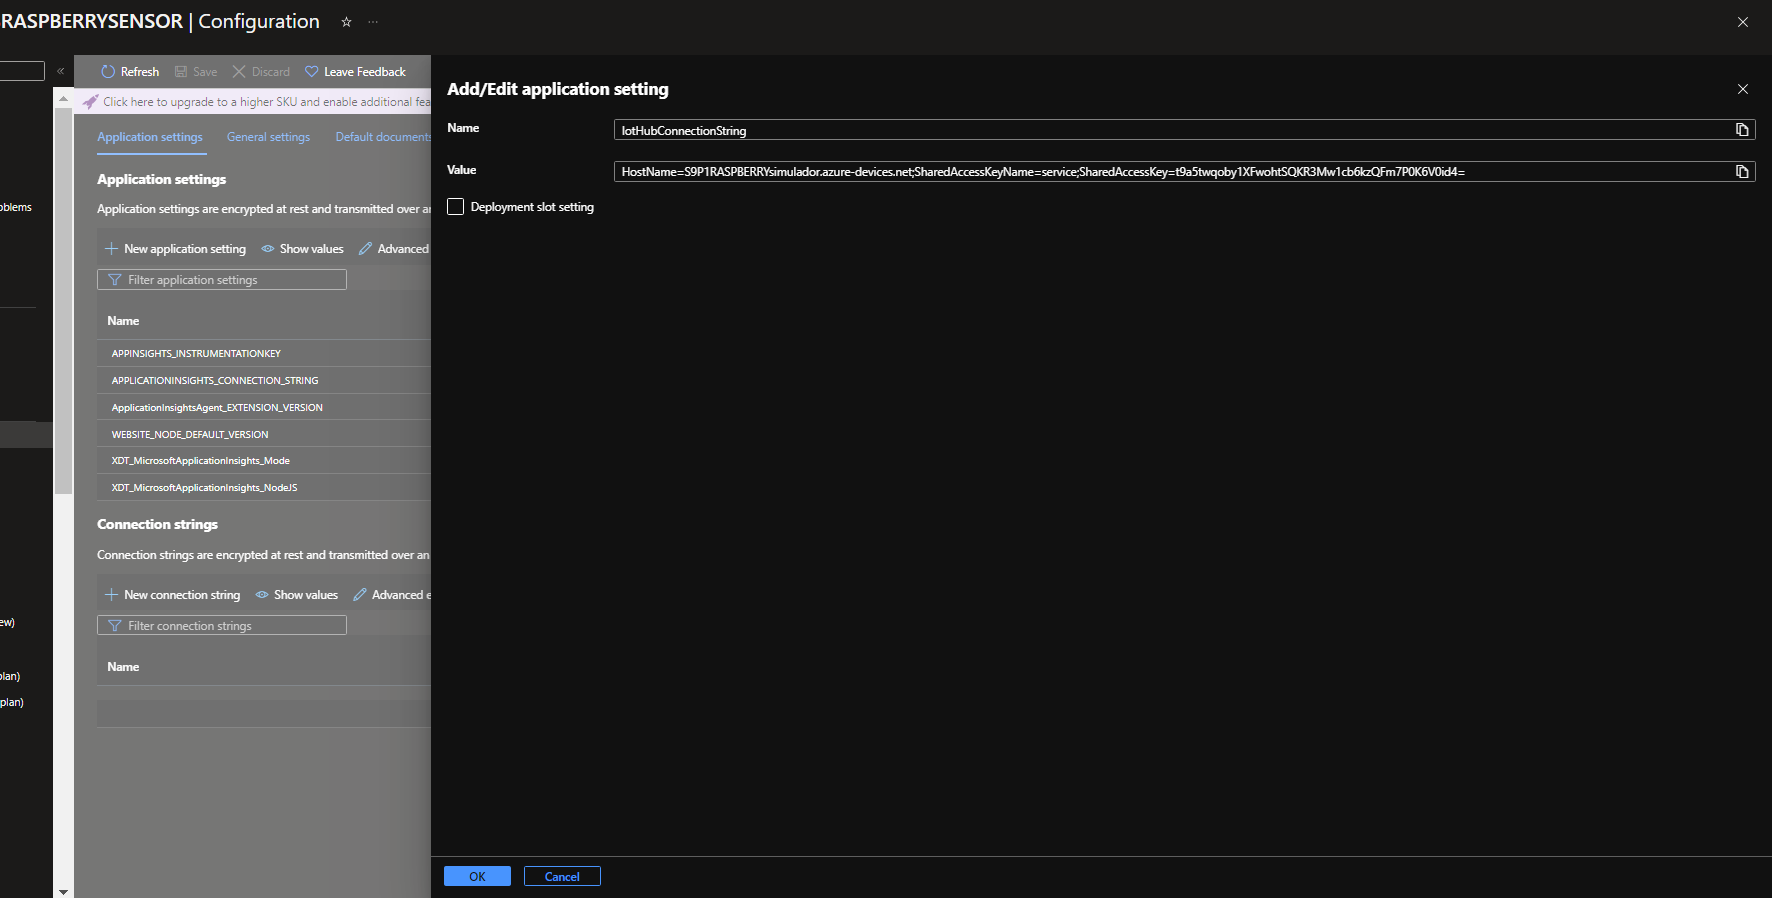 RASPBERRYSENSOR | Configuration
Refresh
Save
Discard
Leave Feedback
Click here to upgrade to a higher SKU and enable additional fea
Application settings
General settings
Default documents
Application settings
oblems
Application settings are encrypted at rest and transmitted over an
New application setting
Show values
Advanced
Filter application settings
Name
APPINSIGHTS_INSTRUMENTATIONKEY
APPLICATIONINSIGHTS_CONNECTION_STRING
ApplicationInsightsAgent_EXTENSION_VERSION
WEBSITE_NODE_DEFAULT_VERSION
XDT_MicrosoftApplicationInsights_Mode
XDT_MicrosoftApplicationInsights_NodeJS
Connection strings
Connection strings are encrypted at rest and transmitted over an
New connection string
Show values
Advanced e
Filter connection strings
ew)
Name
plan)
plan)
Add/Edit application setting
Name
IotHubConnectionString
Value
HostName=S9P1RASPBERRYsimulador.azure-devices.net;SharedAccessKeyName=service;SharedAccessKey=t9a5twqoby1XFwohtSQKR3Mw1cb6kzQFm7P0K6V0id4=
Deployment slot setting
OK
Cancel